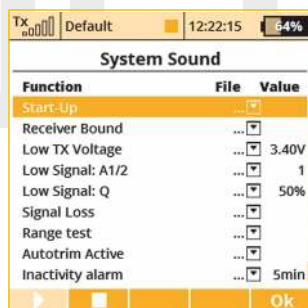 Tx Default 12:22:15 64%
System Sound
Function File Value
Start-Up ...
Receiver Bound ...
Low TX Voltage ... 3.40V
Low Signal: A1/2 ... 1
Low Signal: Q ... 50%
Signal Loss ...
Range test ...
Autotrim Active ...
Inactivity alarm ... 5min
Ok